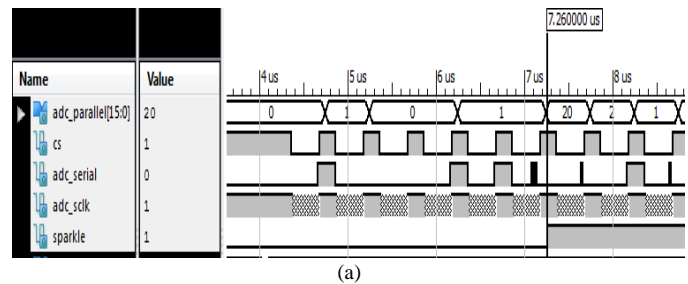 7.260000 us
Name Value 4 us 5 us 6 us 7 us 8 us
adc_parallel[15:0] 20 0 1 0 1 20 2 1
cs 1
adc_serial 0
adc_sclk 1
sparkle 1
(a)